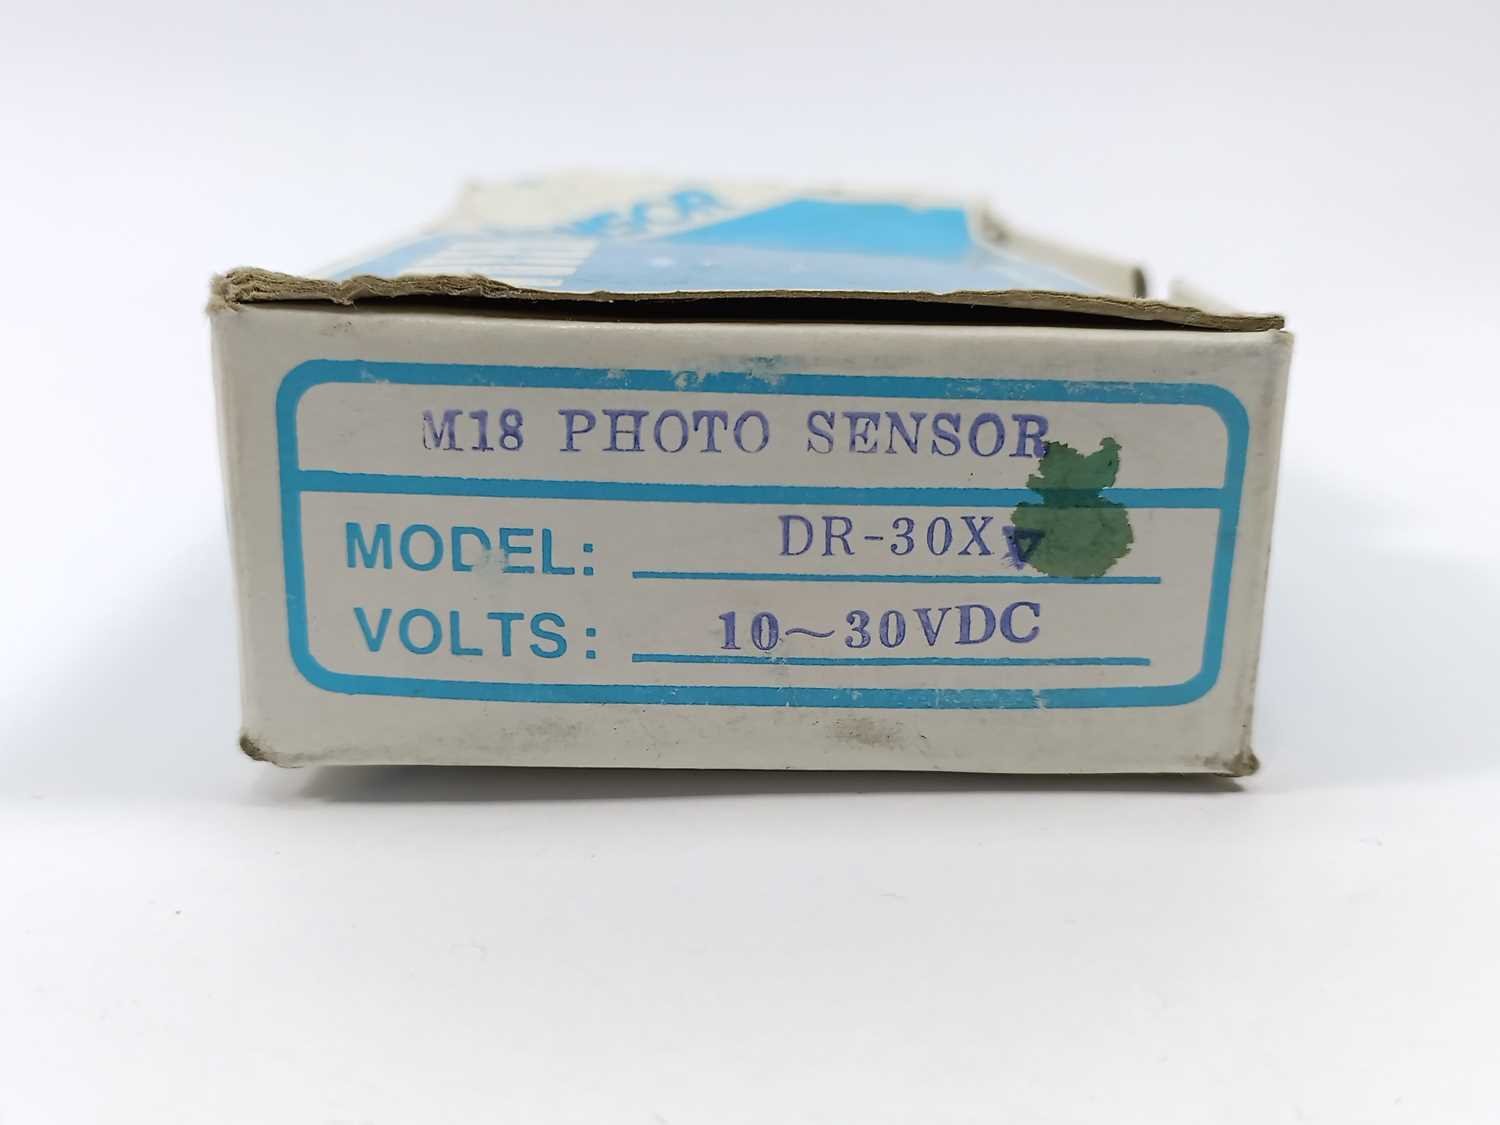 M18 PHOTO SENSOR
MODEL: DR-30X
VOLTS: 10~30VDC